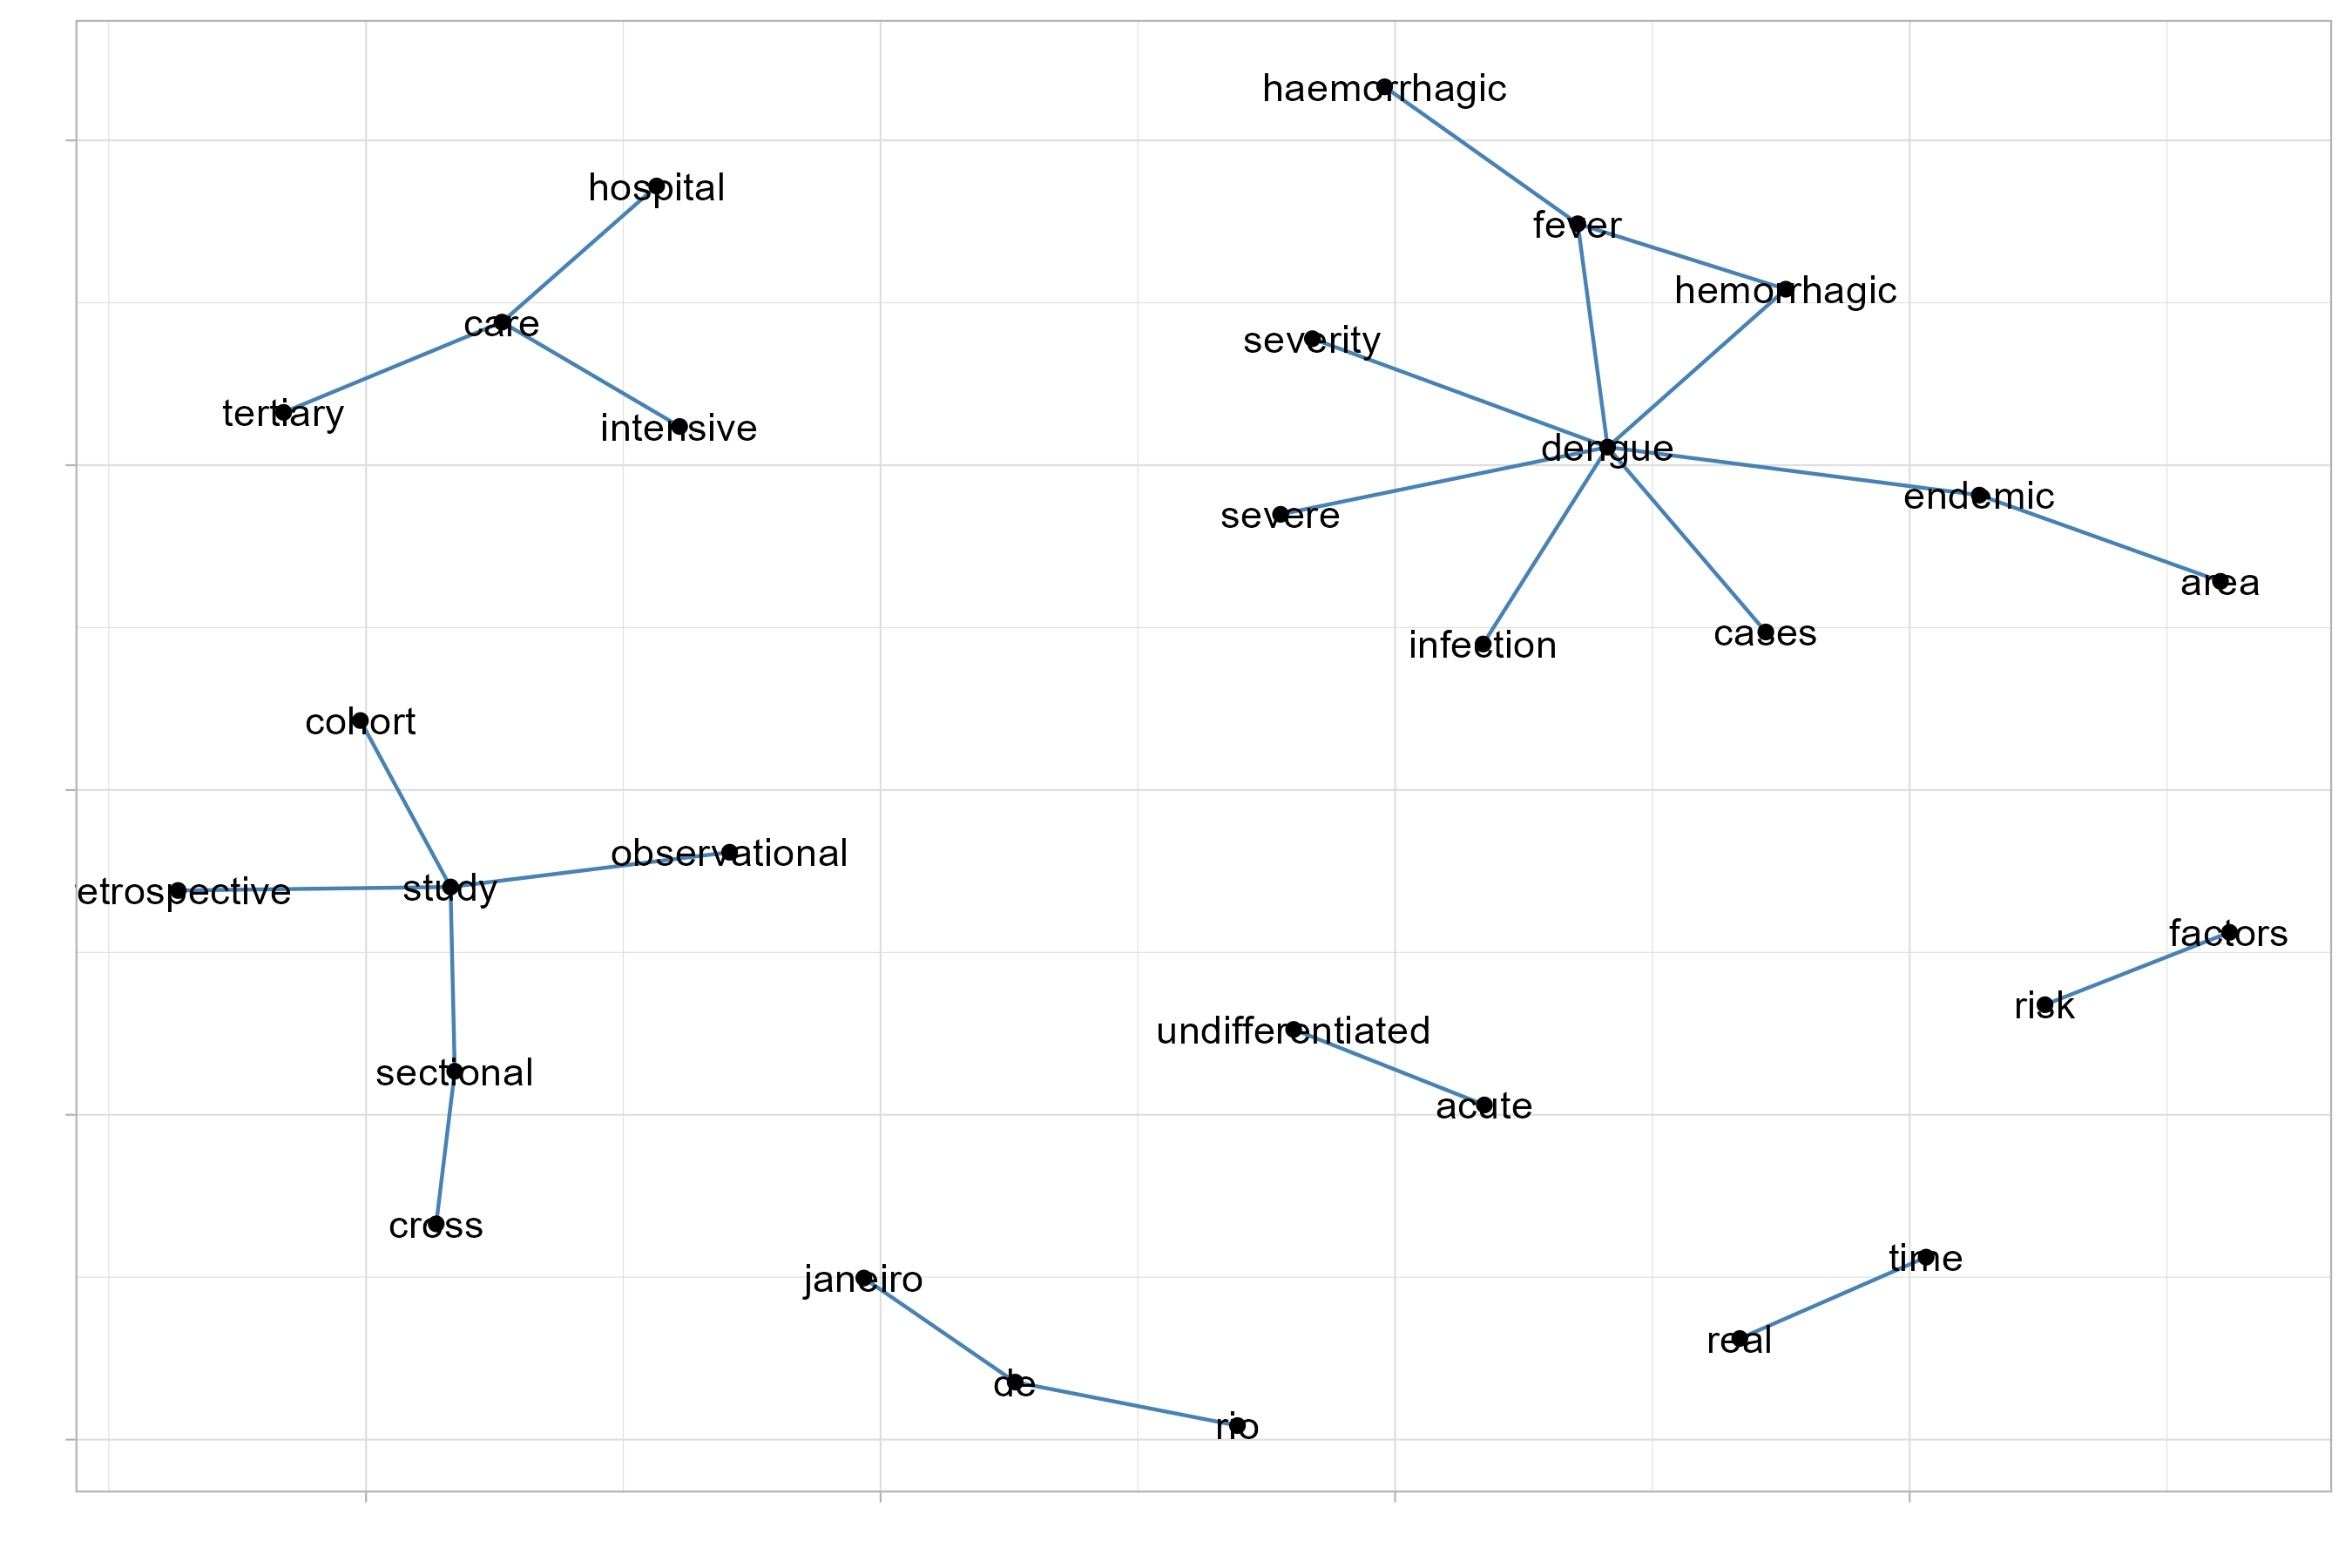 haemorrhagic
hospital
fever
hemorrhagic
care
severity
tertiary
intensive
dengue
endemic
severe
area
cases
infection
cohort
observational
study
etrospective
factors
risk
undifferentiated
sectional
acute
cross
time
janeiro
real
de
rio